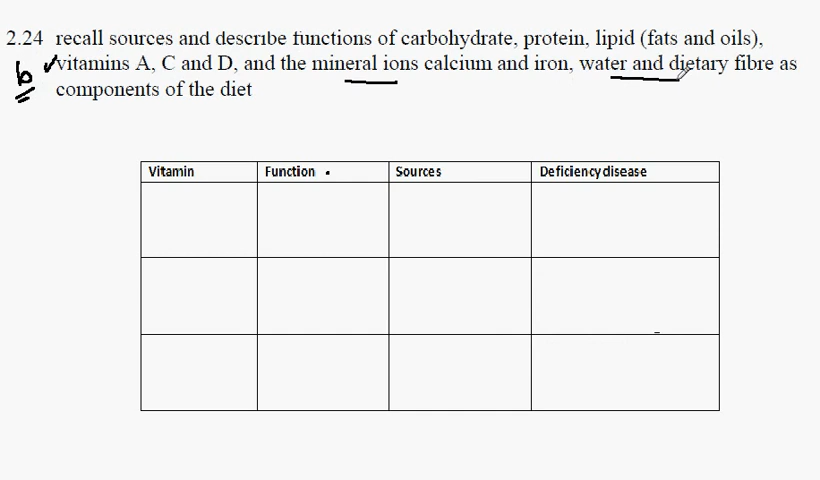 2.24 recall sources and describe functions of carbohydrate, protein, lipid (fats and oils),
b vitamins A, C and D, and the mineral ions calcium and iron, water and dietary fibre as
components of the diet
Vitamin Function Sources Deficiency disease